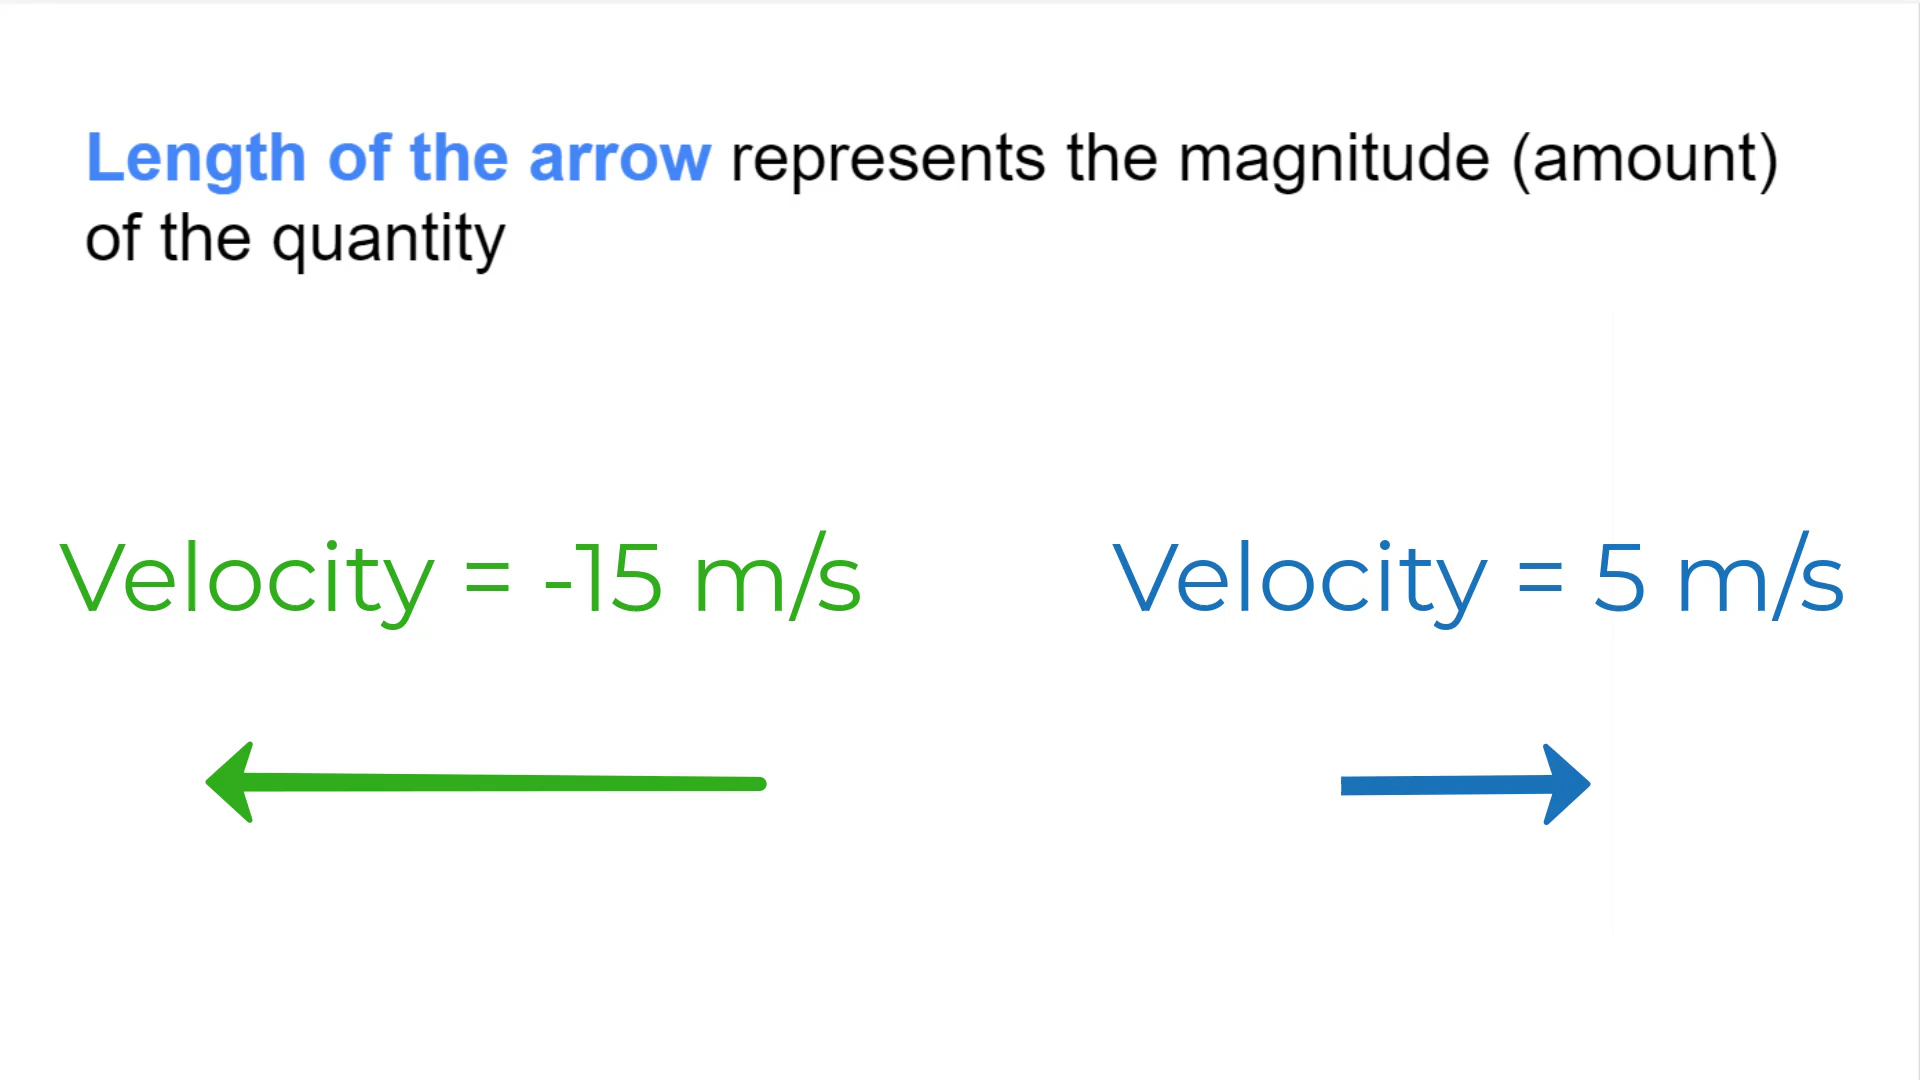 Length of the arrow represents the magnitude (amount)
of the quantity
Velocity = -15 m/s
Velocity = 5 m/s